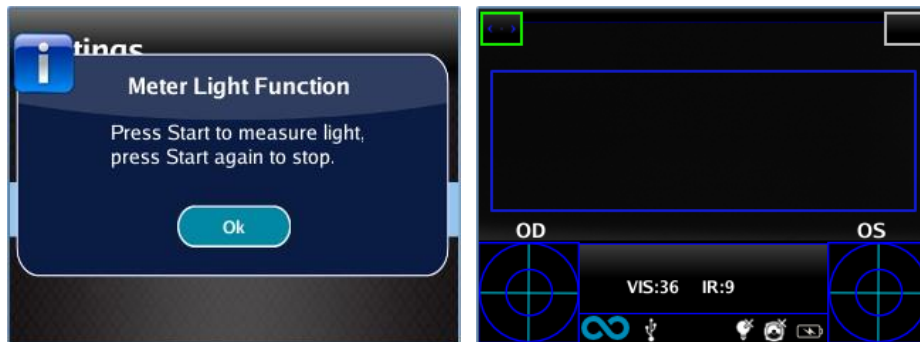 tings
Meter Light Function
Press Start to measure light,
press Start again to stop.
Ok
OD
OS
VIS:36 IR:9